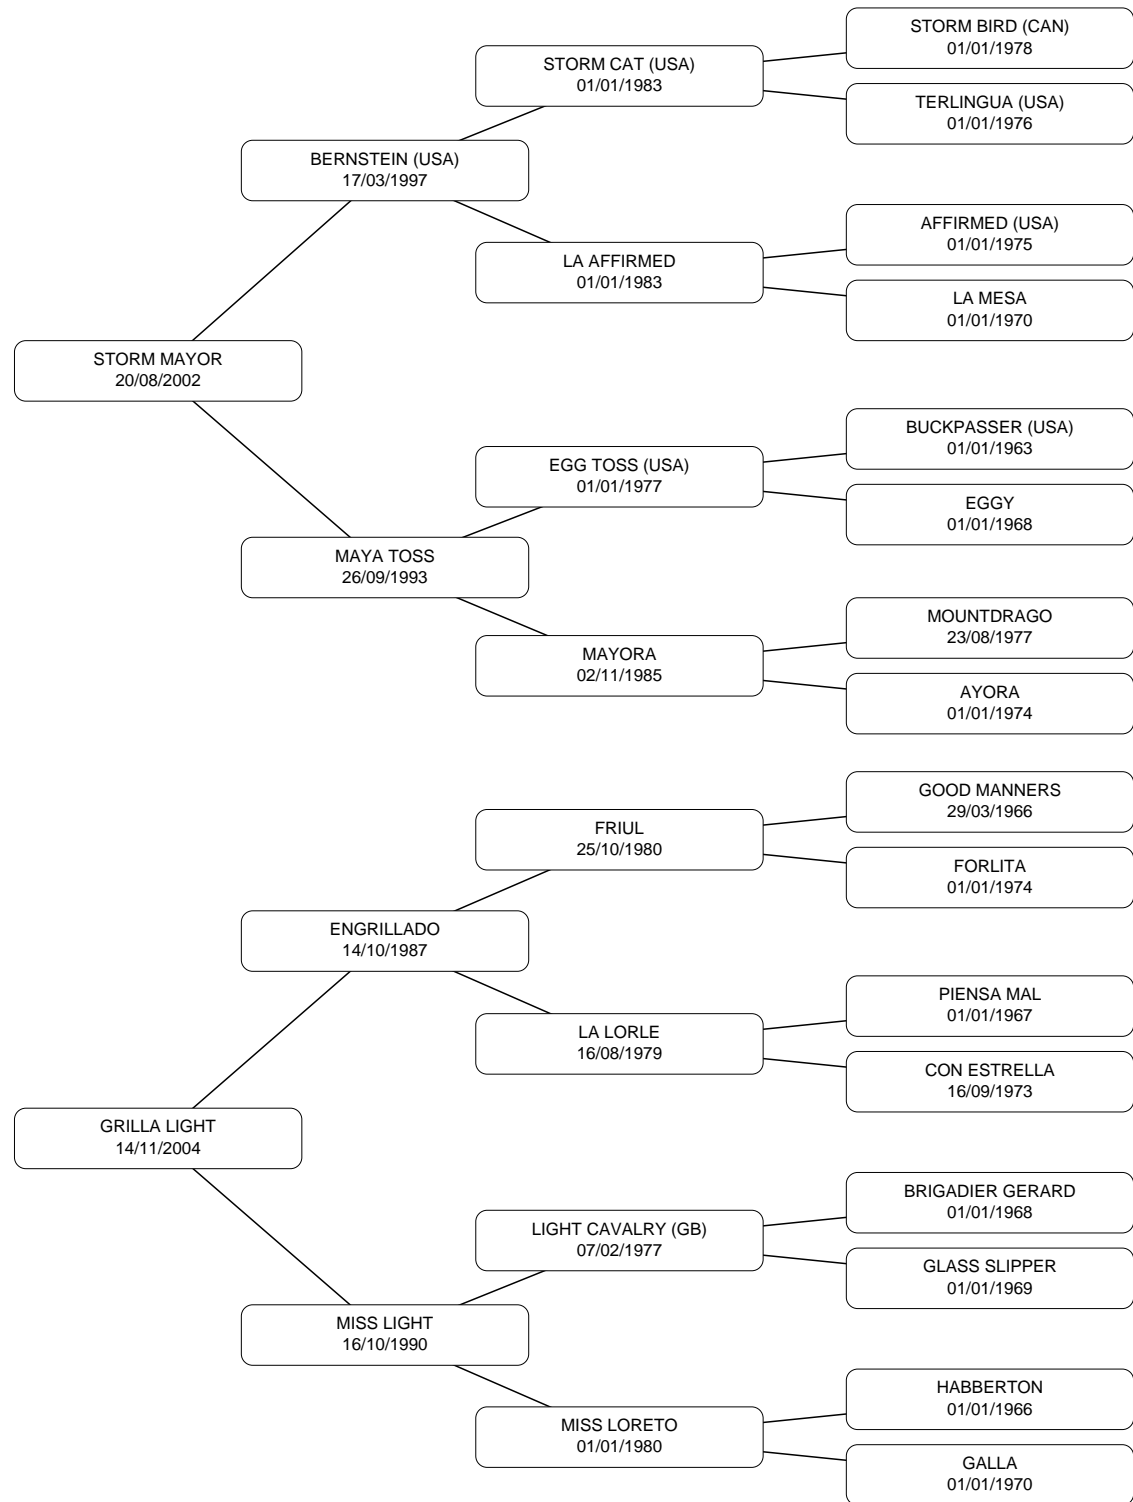 STORM BIRD (CAN)
01/01/1978
STORM CAT (USA)
01/01/1983
TERLINGUA (USA)
01/01/1976
BERNSTEIN (USA)
17/03/1997
AFFIRMED (USA)
01/01/1975
LA AFFIRMED
01/01/1983
LA MESA
01/01/1970
STORM MAYOR
20/08/2002
BUCKPASSER (USA)
01/01/1963
EGG TOSS (USA)
01/01/1977
EGGY
01/01/1968
MAYA TOSS
26/09/1993
MOUNTDRAGO
23/08/1977
MAYORA
02/11/1985
AYORA
01/01/1974
GOOD MANNERS
29/03/1966
FRIUL
25/10/1980
FORLITA
01/01/1974
ENGRILLADO
14/10/1987
PIENSA MAL
01/01/1967
LA LORLE
16/08/1979
CON ESTRELLA
16/09/1973
GRILLA LIGHT
14/11/2004
BRIGADIER GERARD
01/01/1968
LIGHT CAVALRY (GB)
07/02/1977
GLASS SLIPPER
01/01/1969
MISS LIGHT
16/10/1990
HABBERTON
01/01/1966
MISS LORETO
01/01/1980
GALLA
01/01/1970